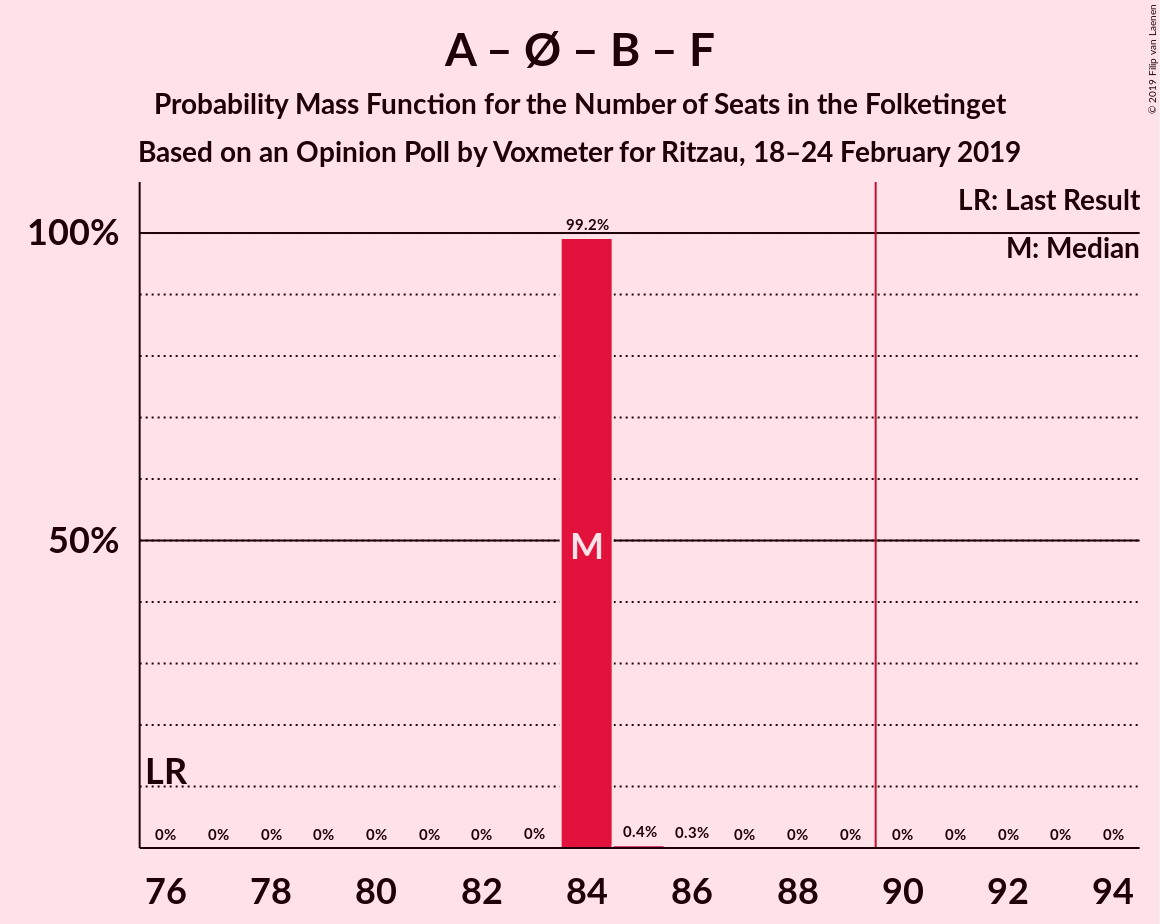 A – Ø – B – F
Probability Mass Function for the Number of Seats in the Folketinget
Based on an Opinion Poll by Voxmeter for Ritzau, 18–24 February 2019
© 2019 Filip van Laenen
LR: Last Result
M: Median
100%
99.2%
50%
M
LR
0% 0% 0% 0% 0% 0% 0% 0% 0.4% 0.3% 0% 0% 0% 0% 0% 0% 0% 0%
76 78 80 82 84 86 88 90 92 94